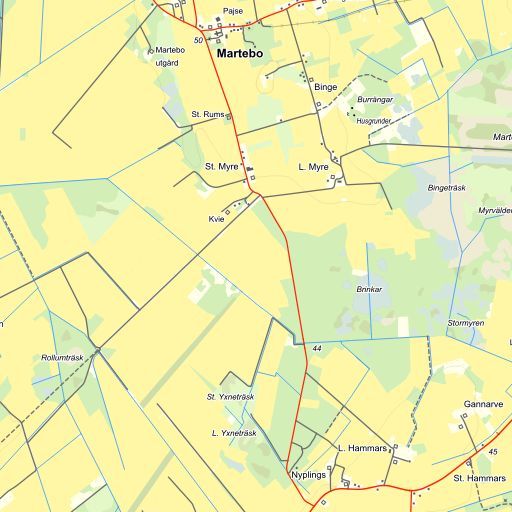 Pajse
50
Martebo
Martebo
utgård
Binge
Burrängar
St. Rums
Husgrunder
Marte
St. Myre
L. Myre
Bingeträsk
Kvie
Myrvälder
Brinkar
Stormyren
44
Rollumträsk
St. Yxneträsk
Gannarve
L. Yxneträsk
L. Hammars
45
Nyplings
St. Hammars